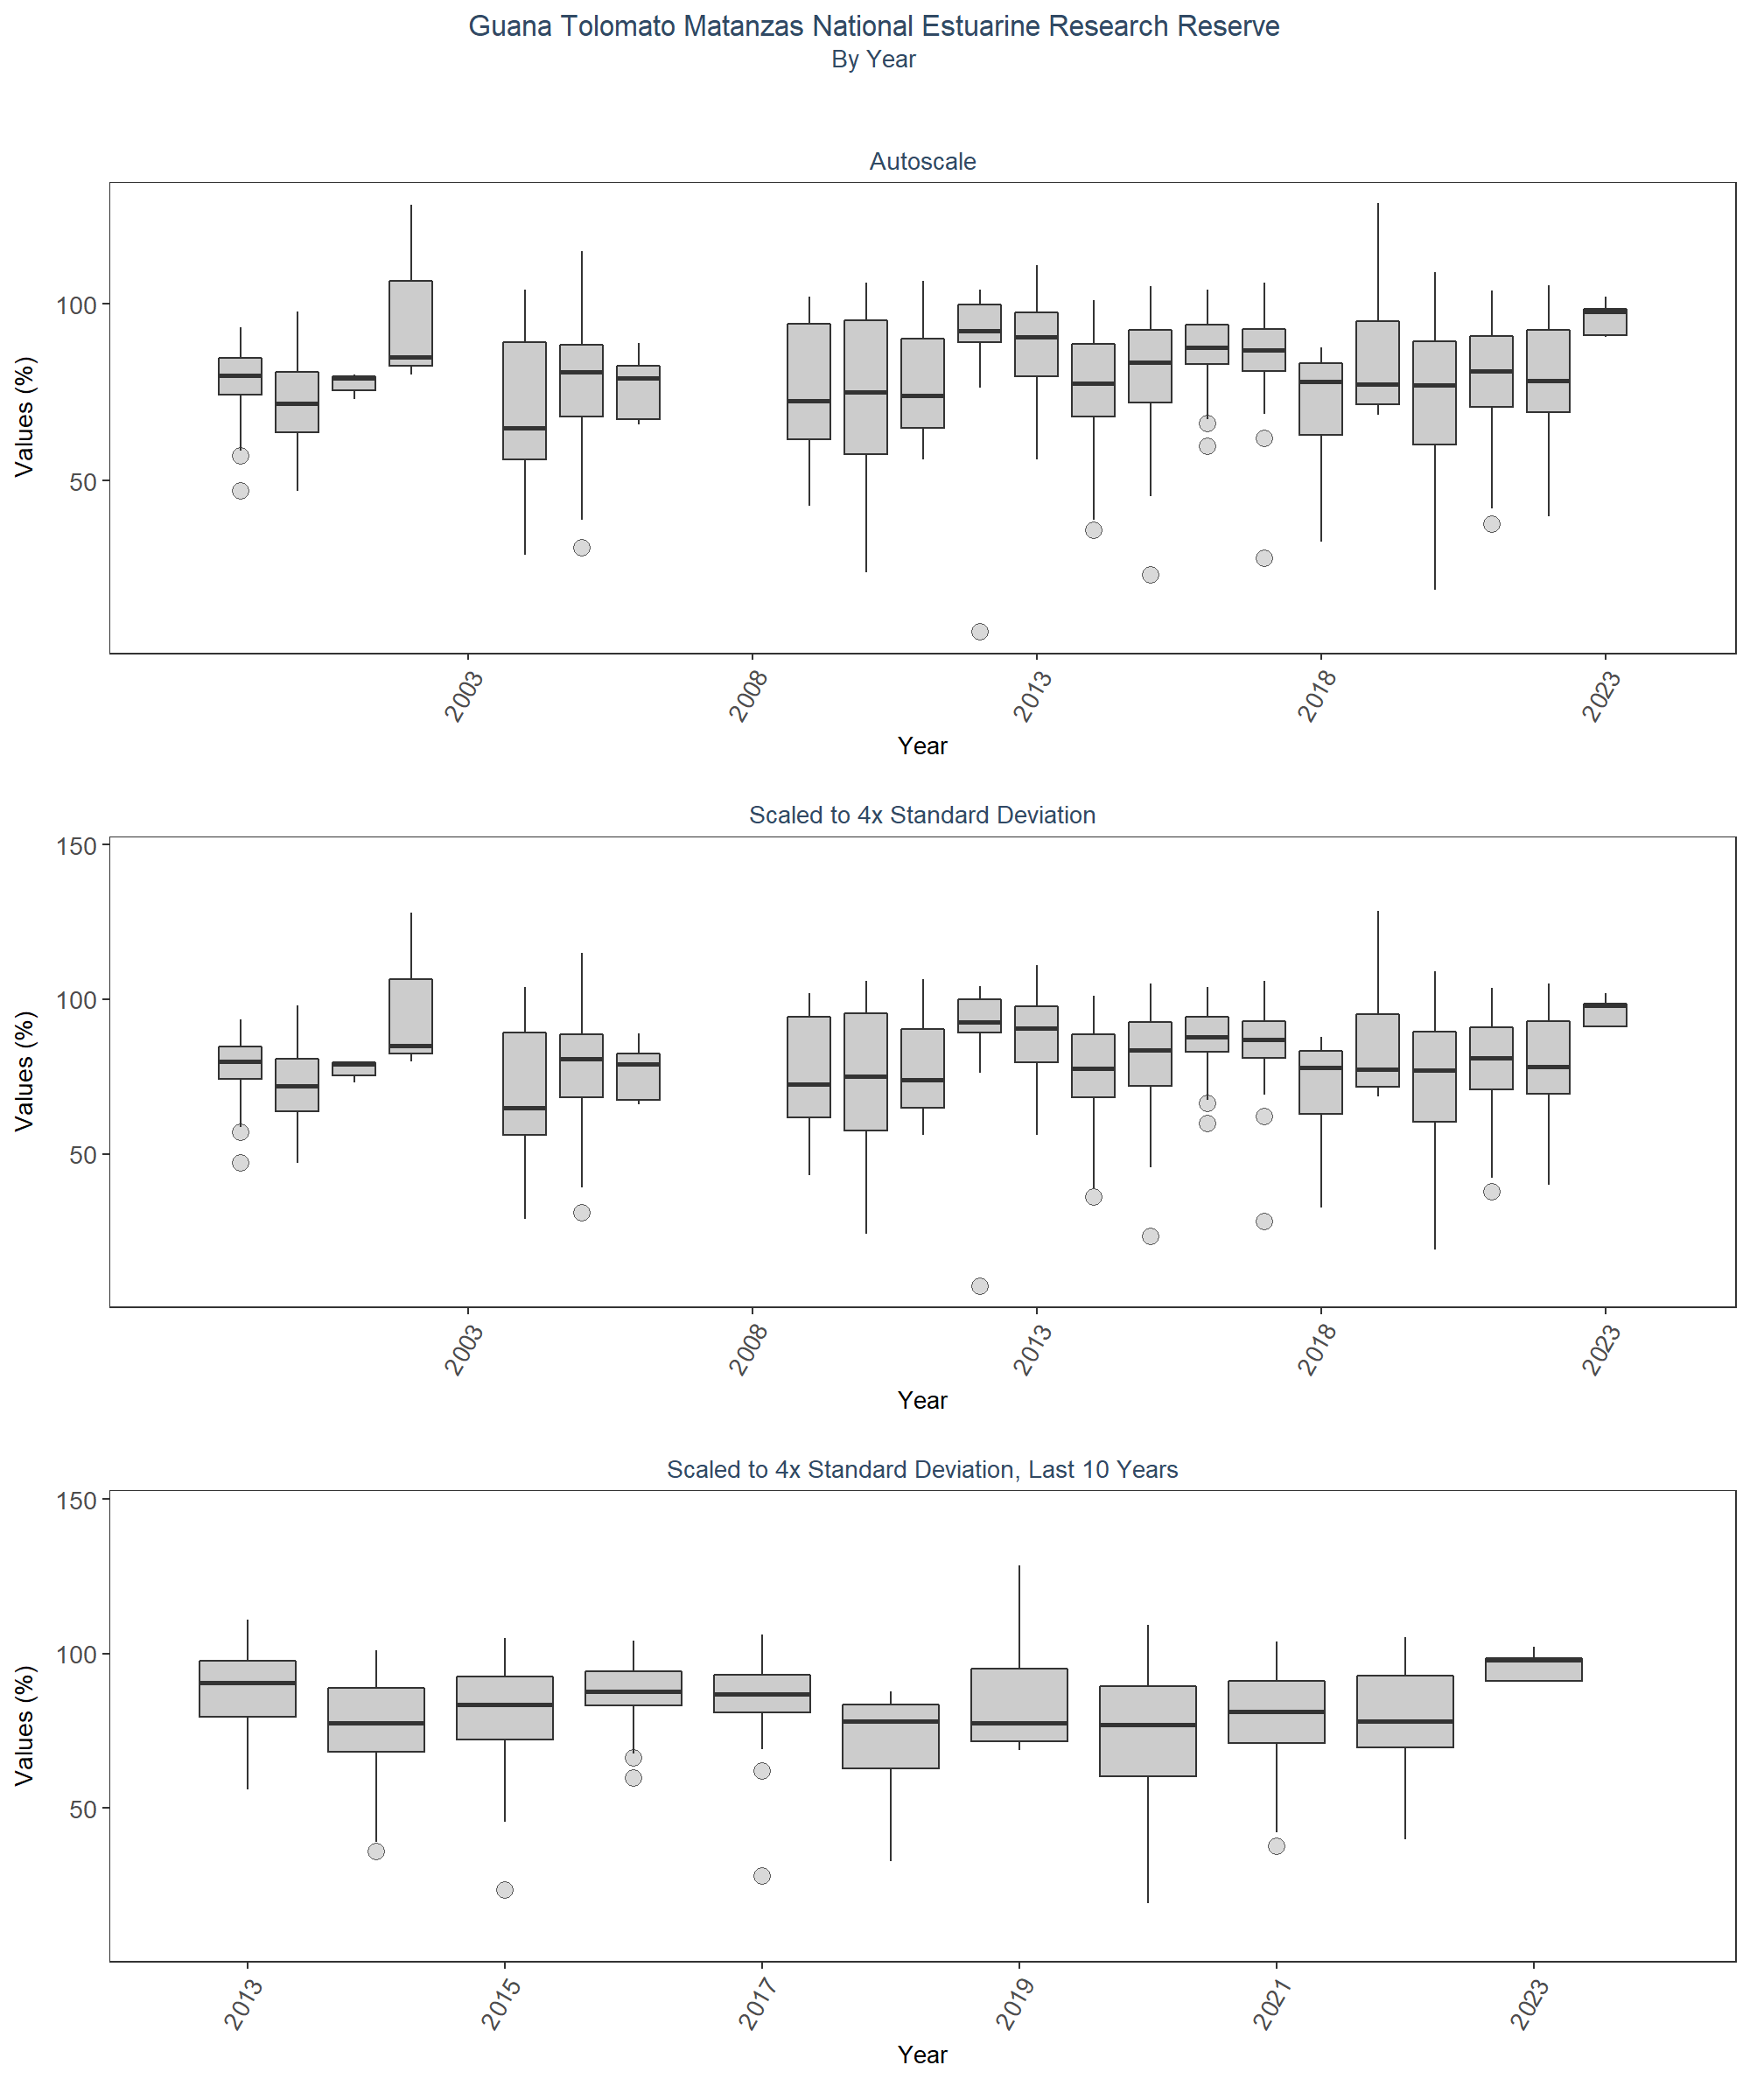 Guana Tolomato Matanzas National Estuarine Research Reserve
By Year
Autoscale
Values (%)
100
50
2003
2008
2013
2018
2023
Year
Scaled to 4x Standard Deviation
Values (%)
150
100
50
2003
2008
2013
2018
2023
Year
Scaled to 4x Standard Deviation, Last 10 Years
Values (%)
150
100
50
2013
2015
2017
2019
2021
2023
Year